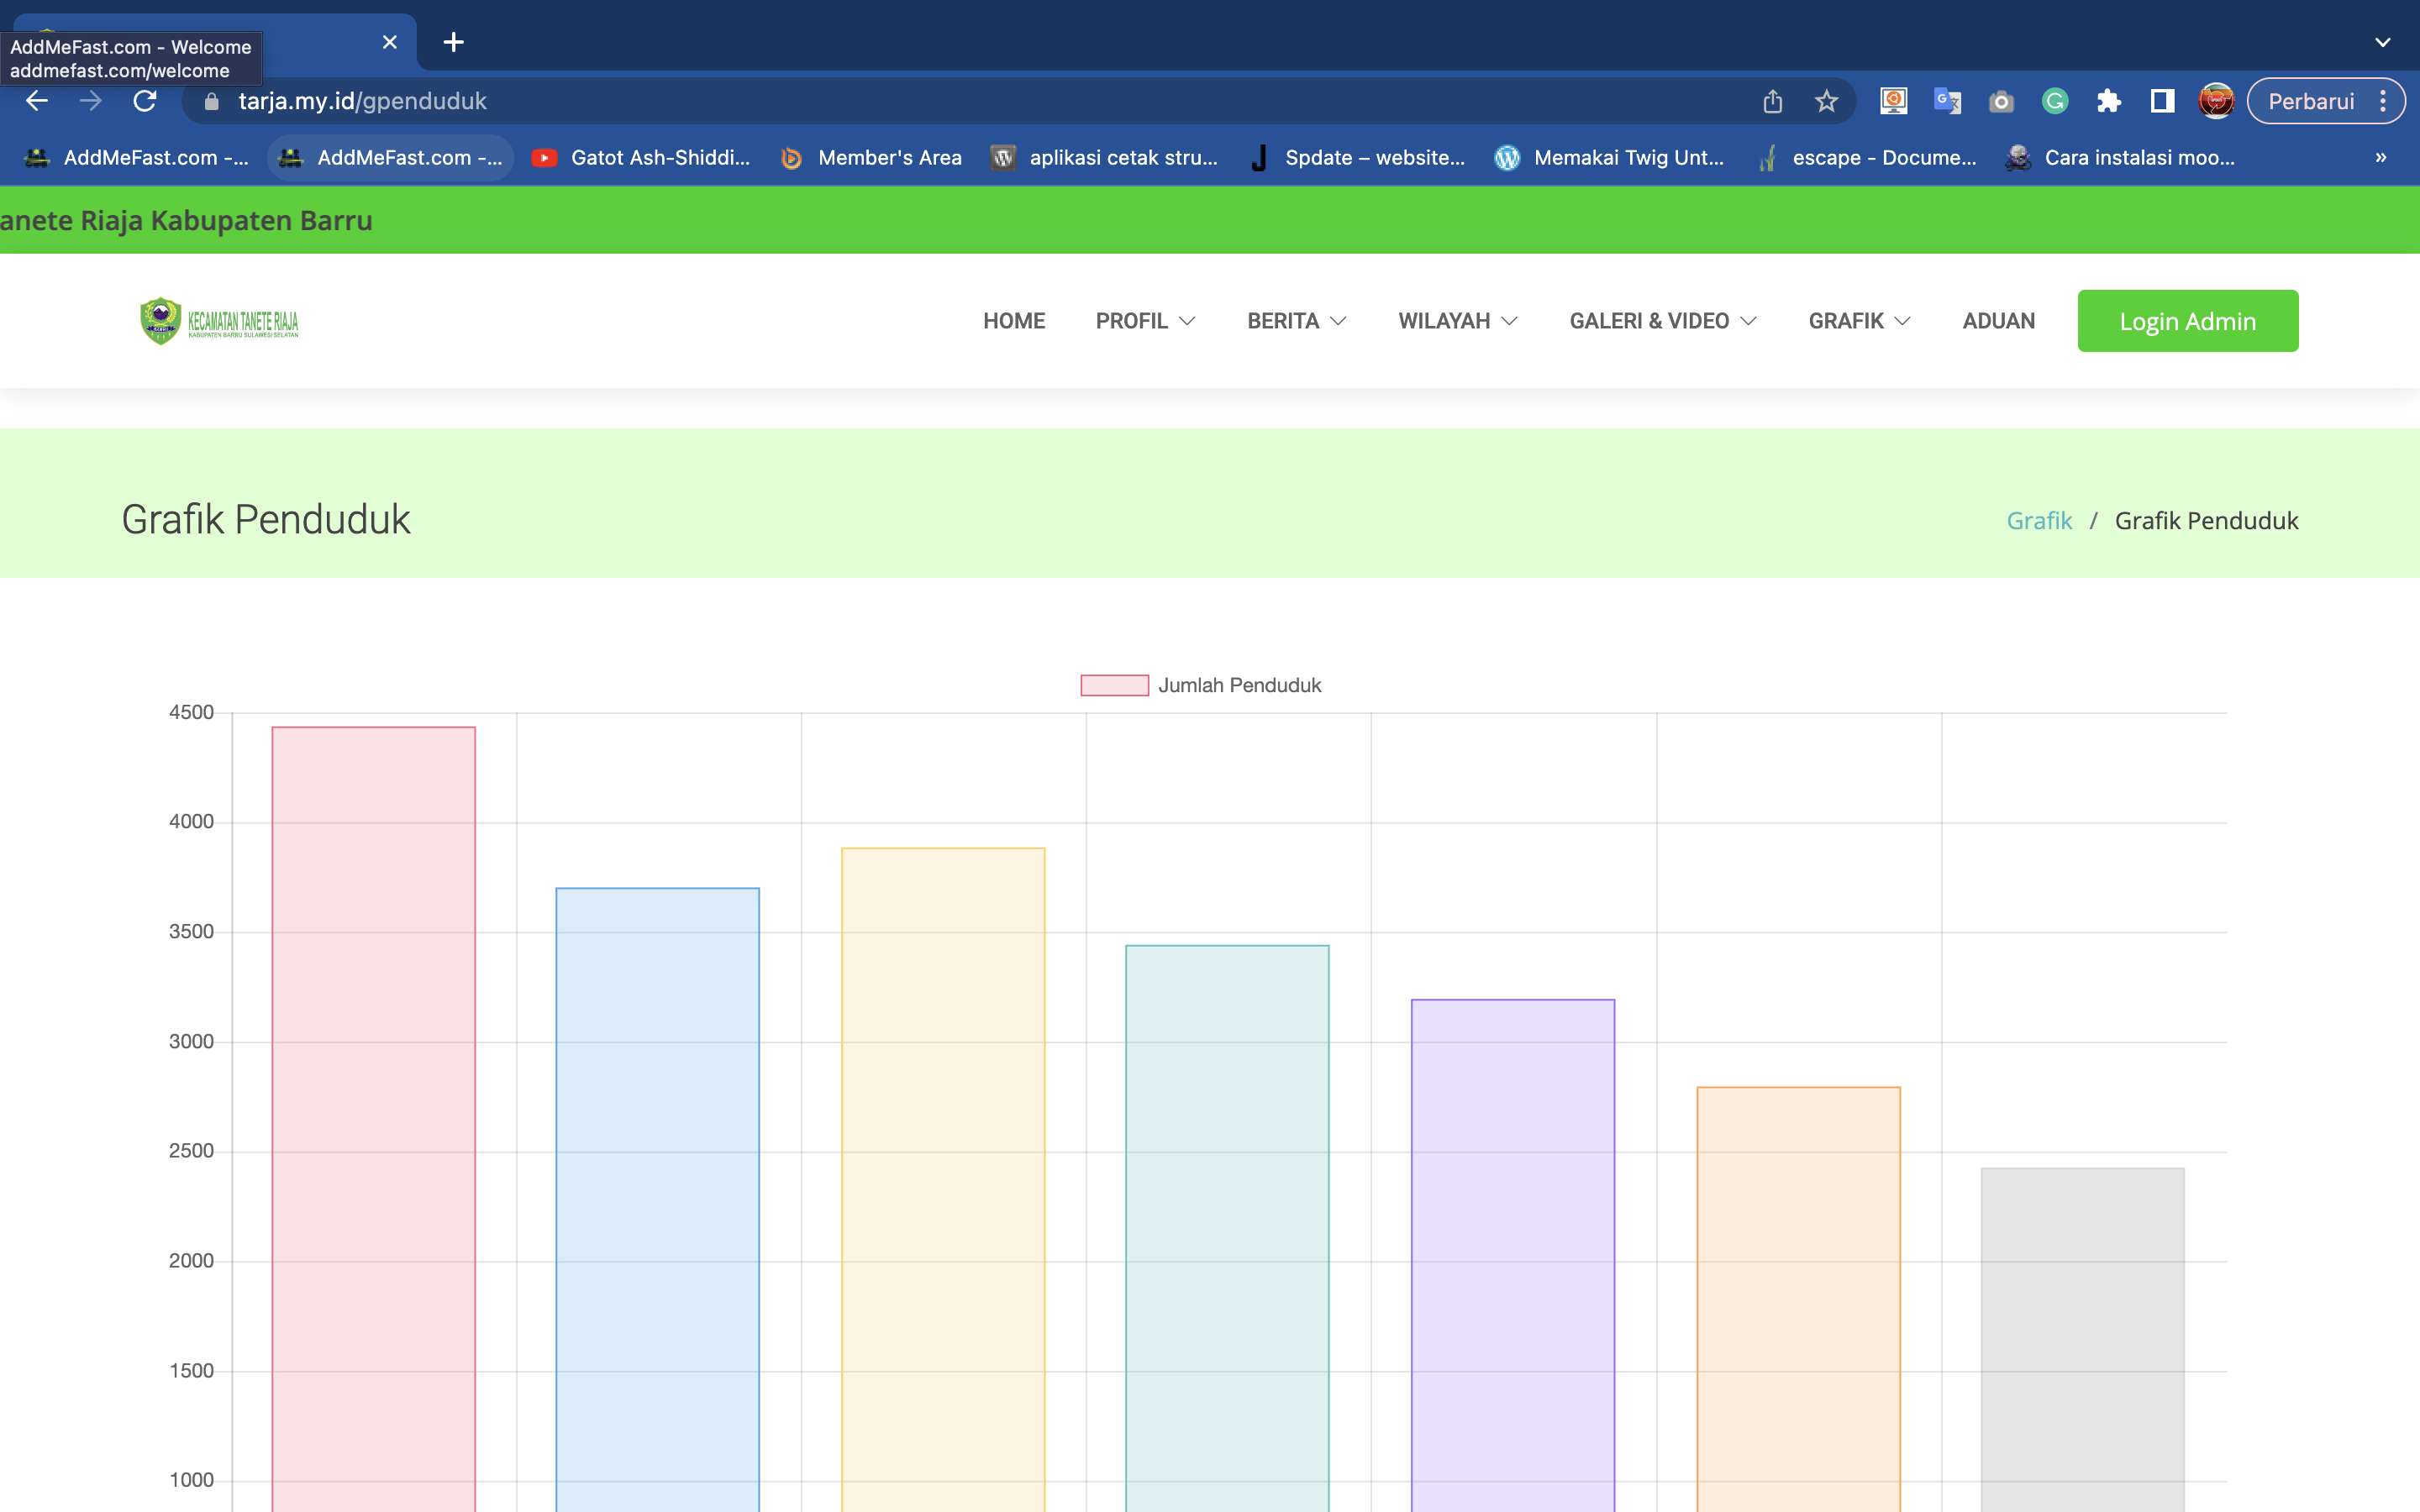 AddMeFast.com - Welcome
addmefast.com/welcome
tarja.my.id/gpenduduk
Perbarui
AddMeFast.com -...
AddMeFast.com -...
Gatot Ash-Shiddi...
Member's Area
aplikasi cetak stru...
Spdate – website...
Memakai Twig Unt...
escape - Docume...
Cara instalasi moo...
»
anete Riaja Kabupaten Barru
KECAMATAN TANETE RIAJA
KABUPATEN BARRU SULAWESI SELATAN
HOME
PROFIL
BERITA
WILAYAH
GALERI & VIDEO
GRAFIK
ADUAN
Login Admin
Grafik Penduduk
Grafik / Grafik Penduduk
Jumlah Penduduk
4500
4000
3500
3000
2500
2000
1500
1000